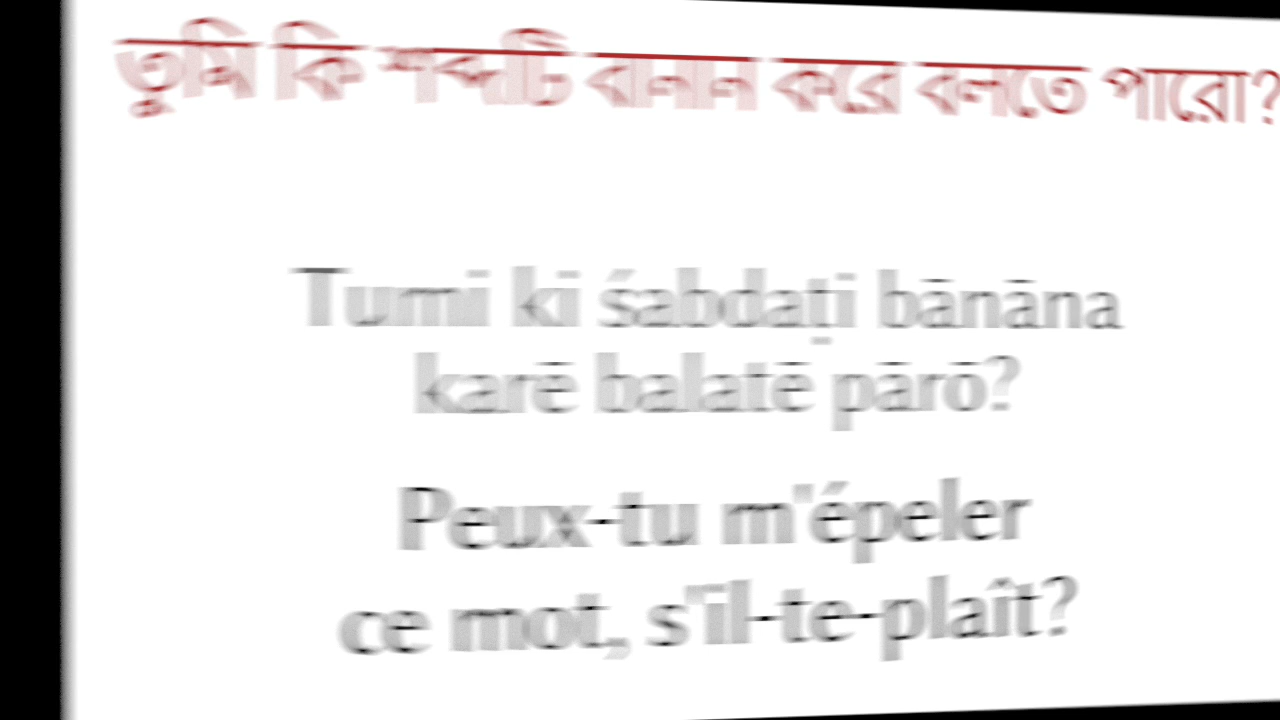 তুমি কি শব্দটি বানান করে বলতে পারো?
Tumi ki śabdaṭi bānāna
karē balatē pārō?
Peux-tu m'épeler
ce mot, s'il-te-plaît?